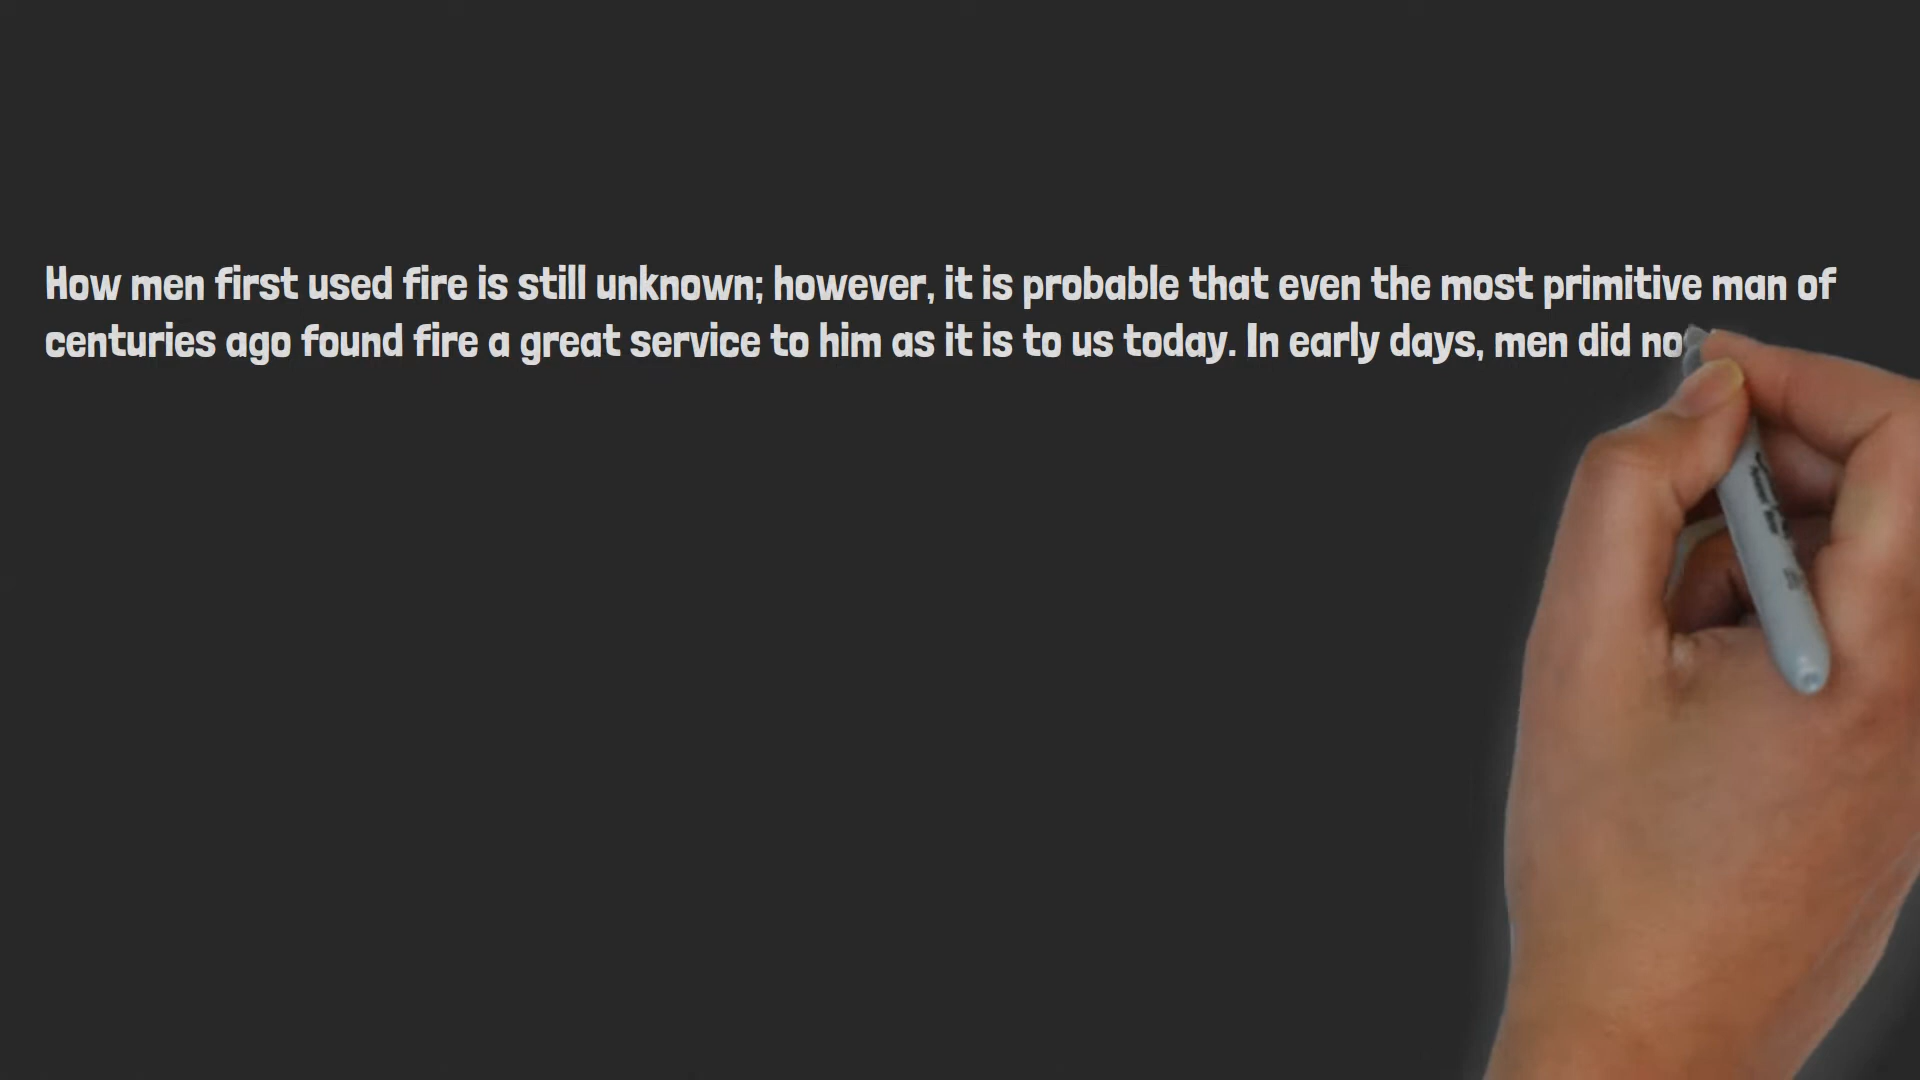 How men first used fire is still unknown; however, it is probable that even the most primitive man of
centuries ago found fire a great service to him as it is to us today. In early days, men did no